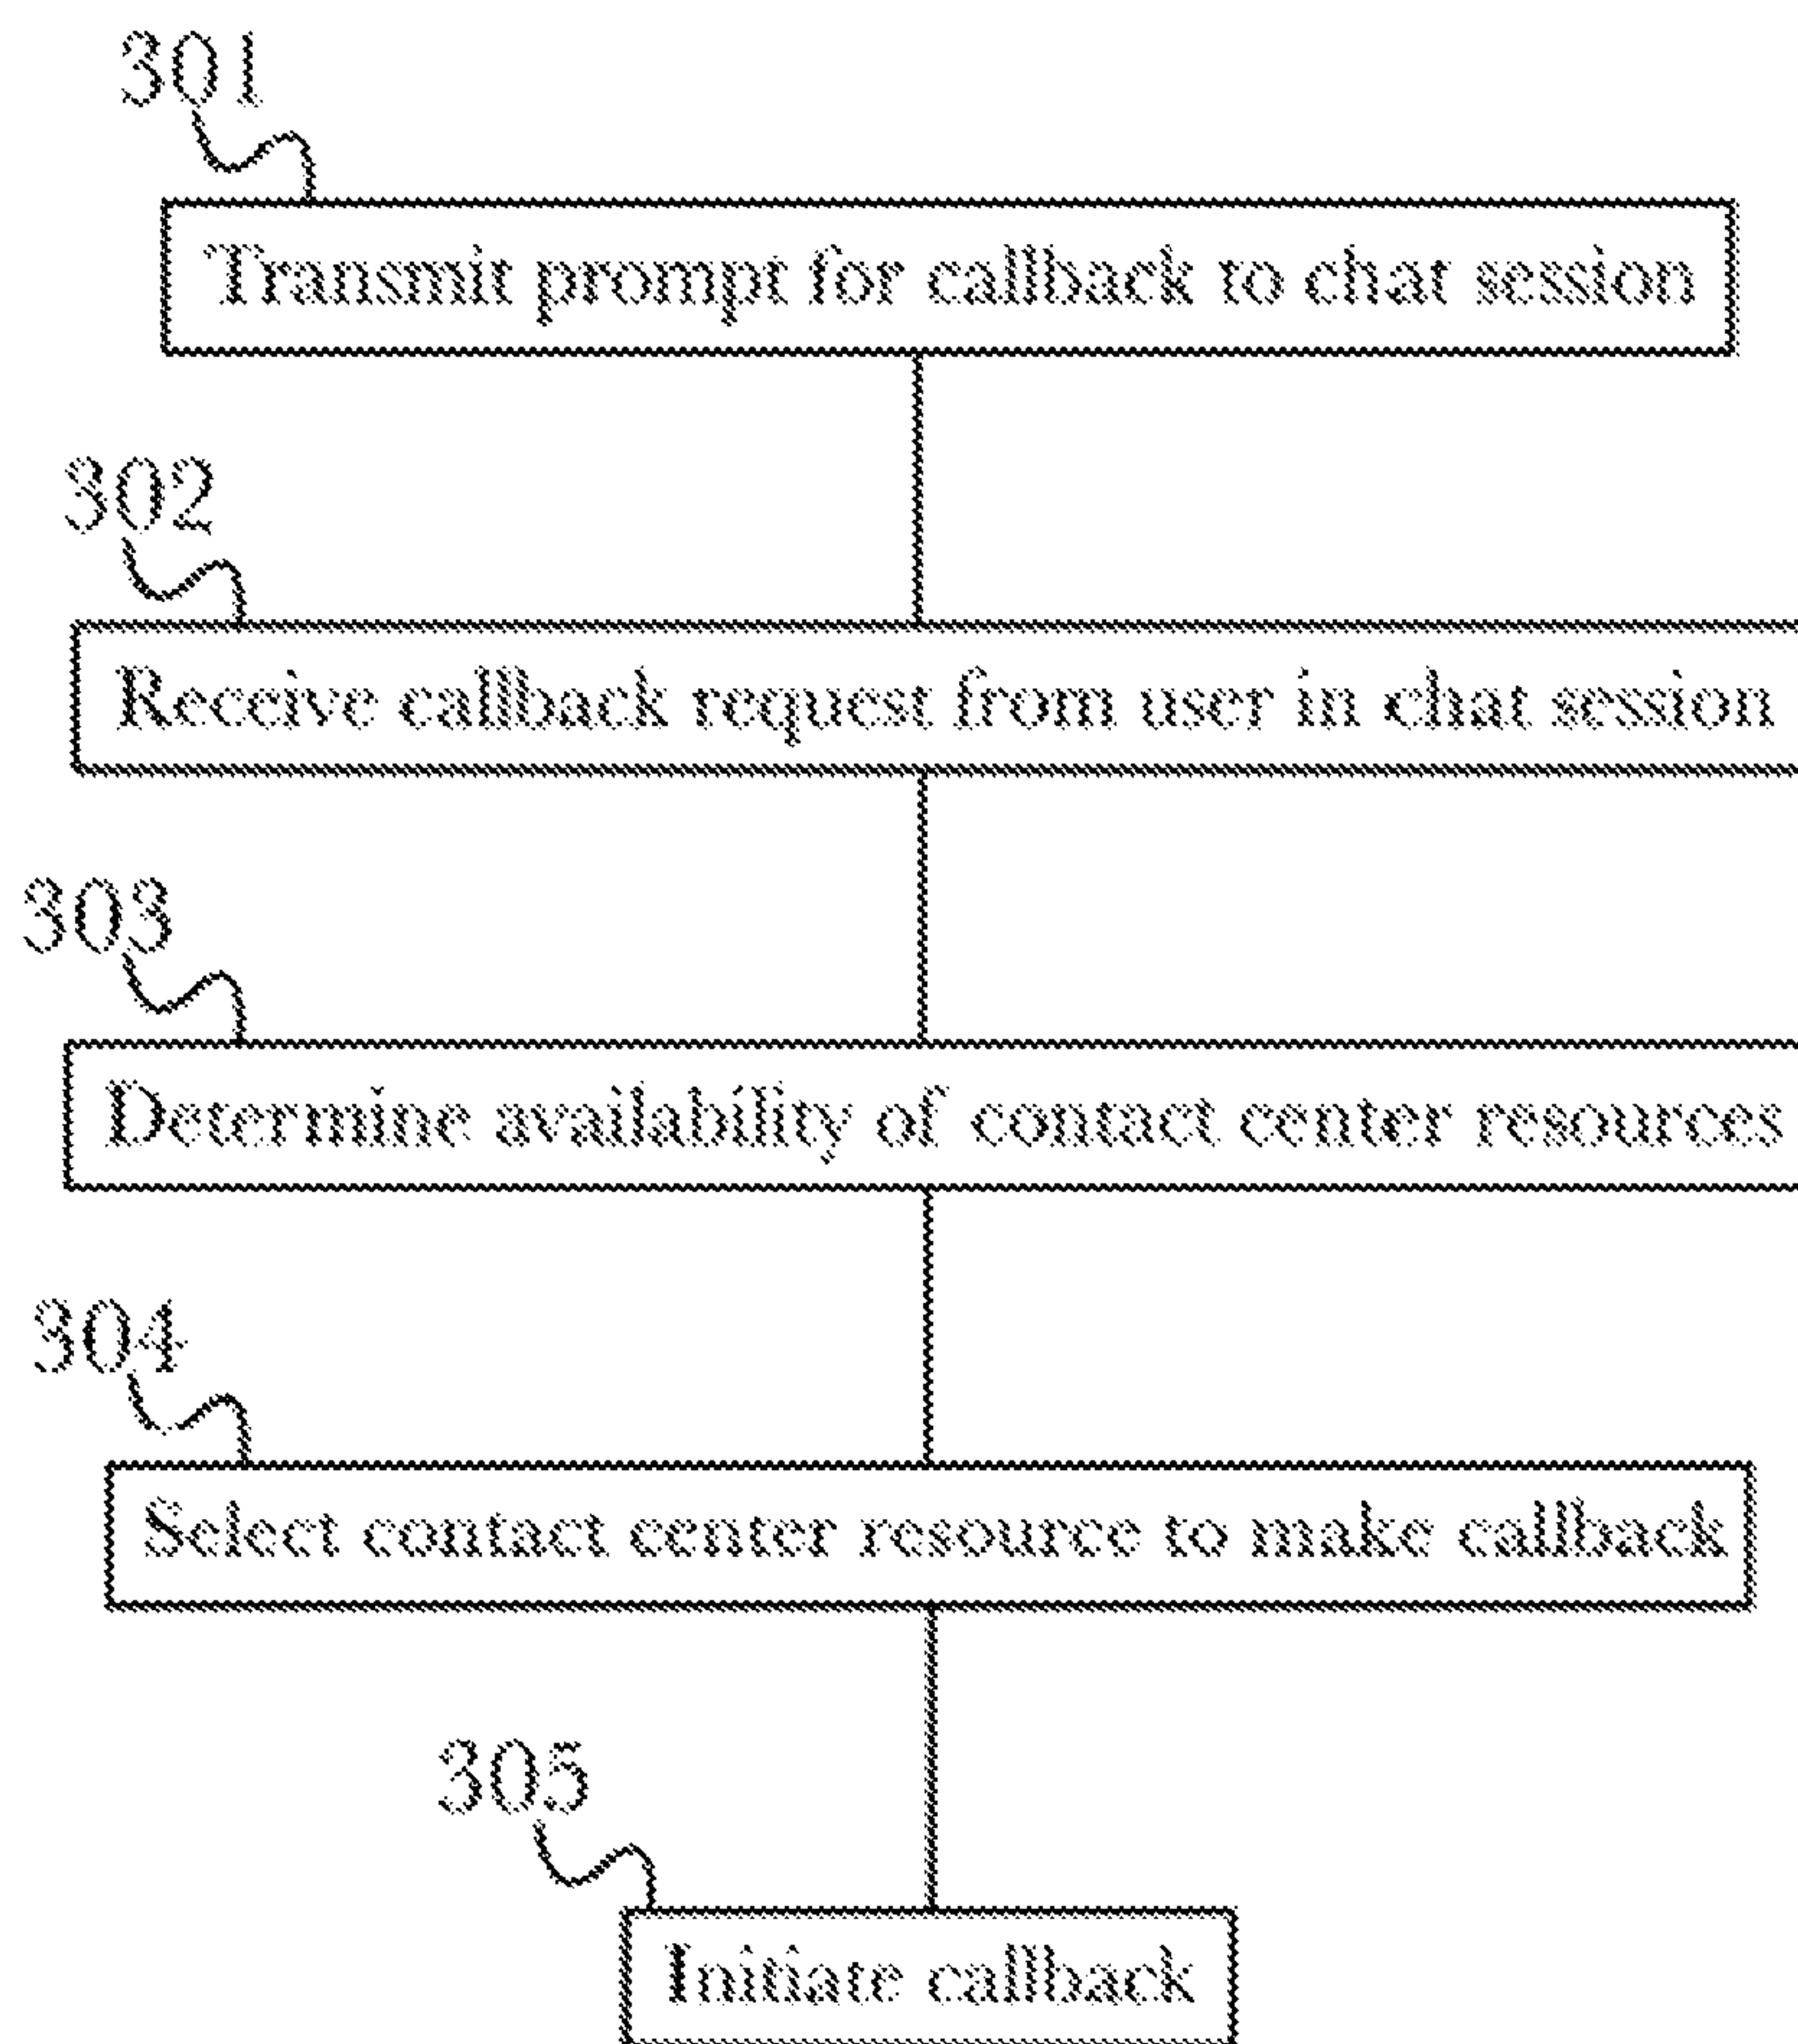 301
Transmit prompt for callback to chat session
302
Receive callback request from user in chat session
303
Determine availability of contact center resources
304
Select contact center resource to make callback
305
Initiate callback